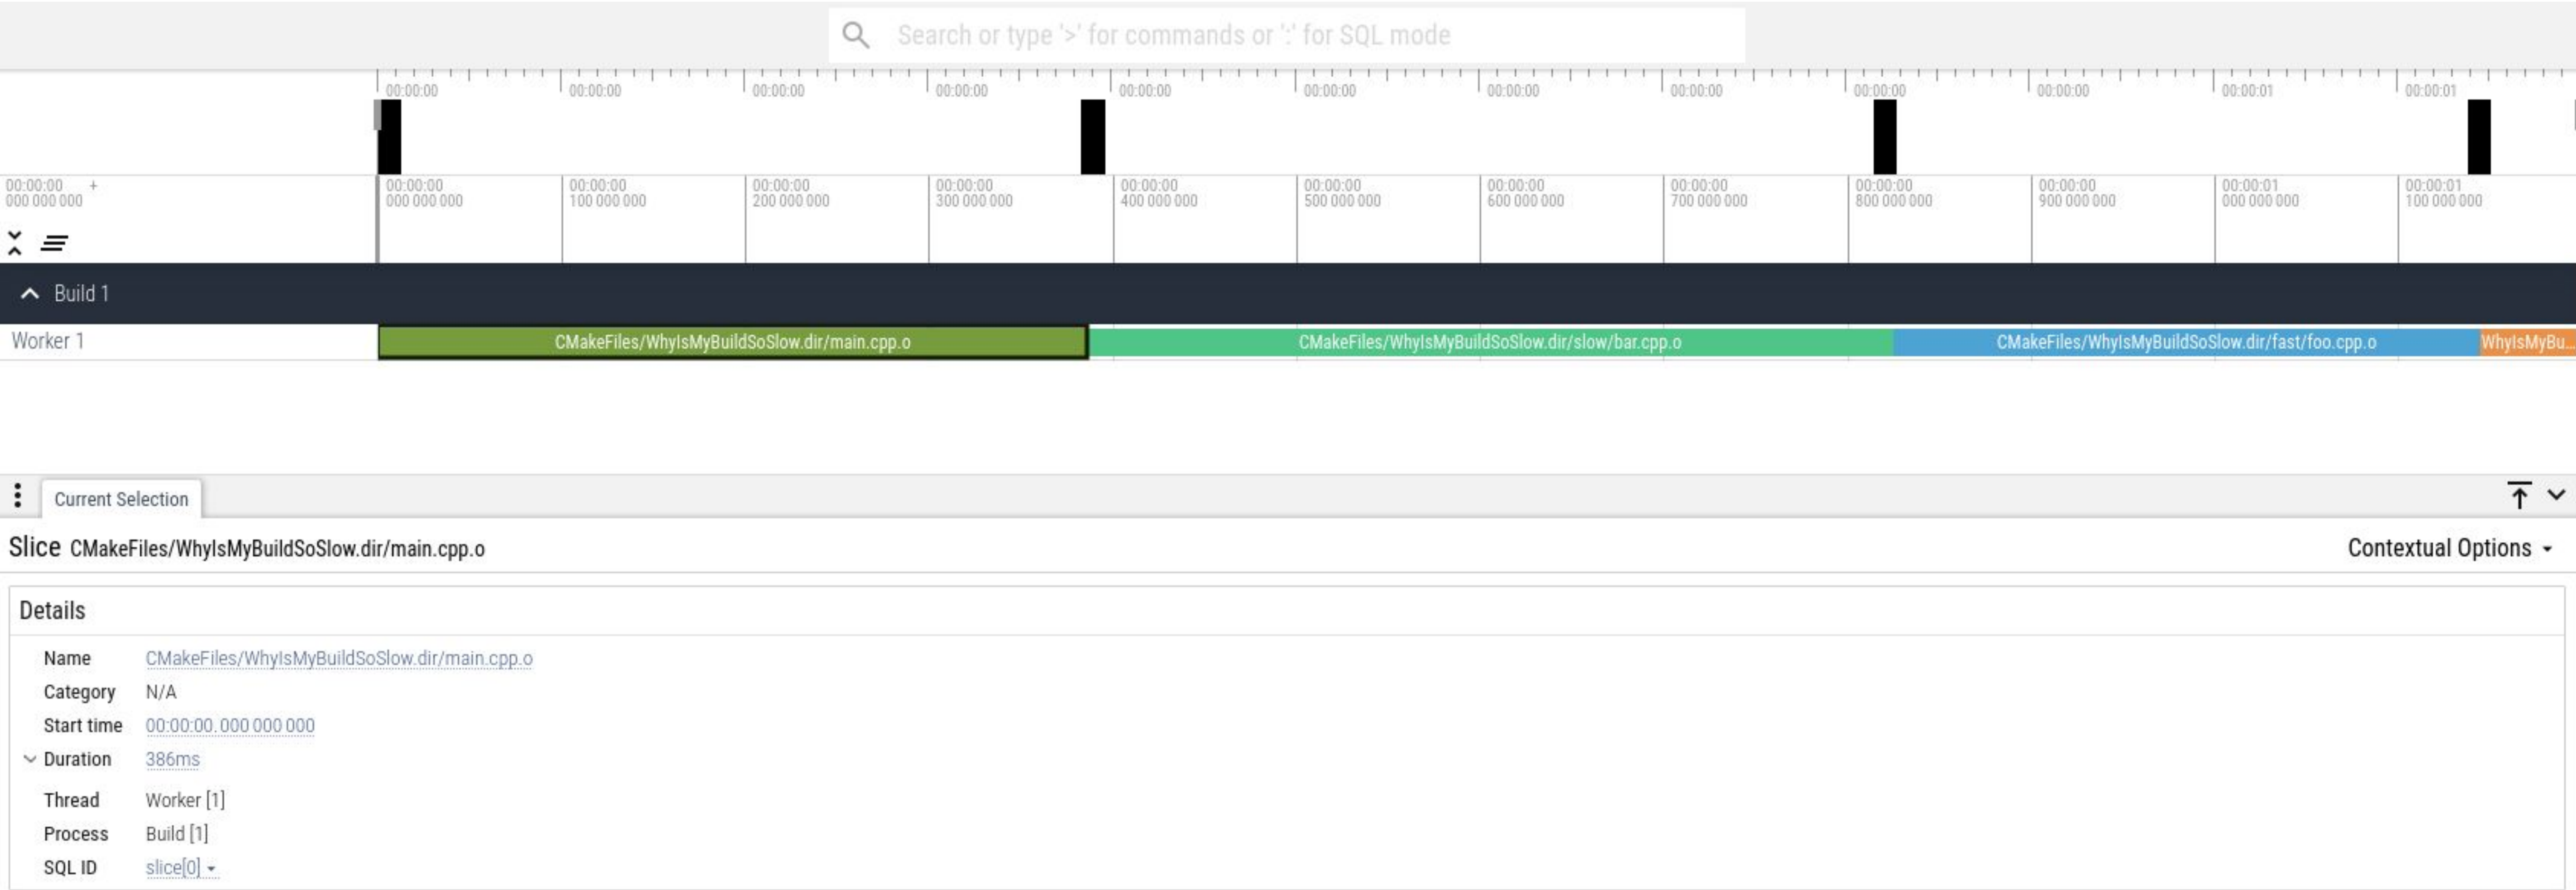 Search or type '>' for commands or ':' for SQL mode
00:00:00 00:00:00 00:00:00 00:00:00 00:00:00 00:00:00 00:00:00 00:00:00 00:00:00 00:00:00 00:00:01 00:00:01
00:00:00 + 00:00:00 00:00:00 00:00:00 00:00:00 00:00:00 00:00:00 00:00:00 00:00:00 00:00:00 00:00:00 00:00:01 00:00:01
000 000 000 000 000 000 100 000 000 200 000 000 300 000 000 400 000 000 500 000 000 600 000 000 700 000 000 800 000 000 900 000 000 000 000 000 100 000 000
Build 1
Worker 1 CMakeFiles/WhyIsMyBuildSoSlow.dir/main.cpp.o CMakeFiles/WhyIsMyBuildSoSlow.dir/slow/bar.cpp.o CMakeFiles/WhyIsMyBuildSoSlow.dir/fast/foo.cpp.o WhyIsMyBu...
Current Selection
Slice CMakeFiles/WhyIsMyBuildSoSlow.dir/main.cpp.o Contextual Options
Details
Name CMakeFiles/WhyIsMyBuildSoSlow.dir/main.cpp.o
Category N/A
Start time 00:00:00.000 000 000
Duration 386ms
Thread Worker [1]
Process Build [1]
SQL ID slice[0]